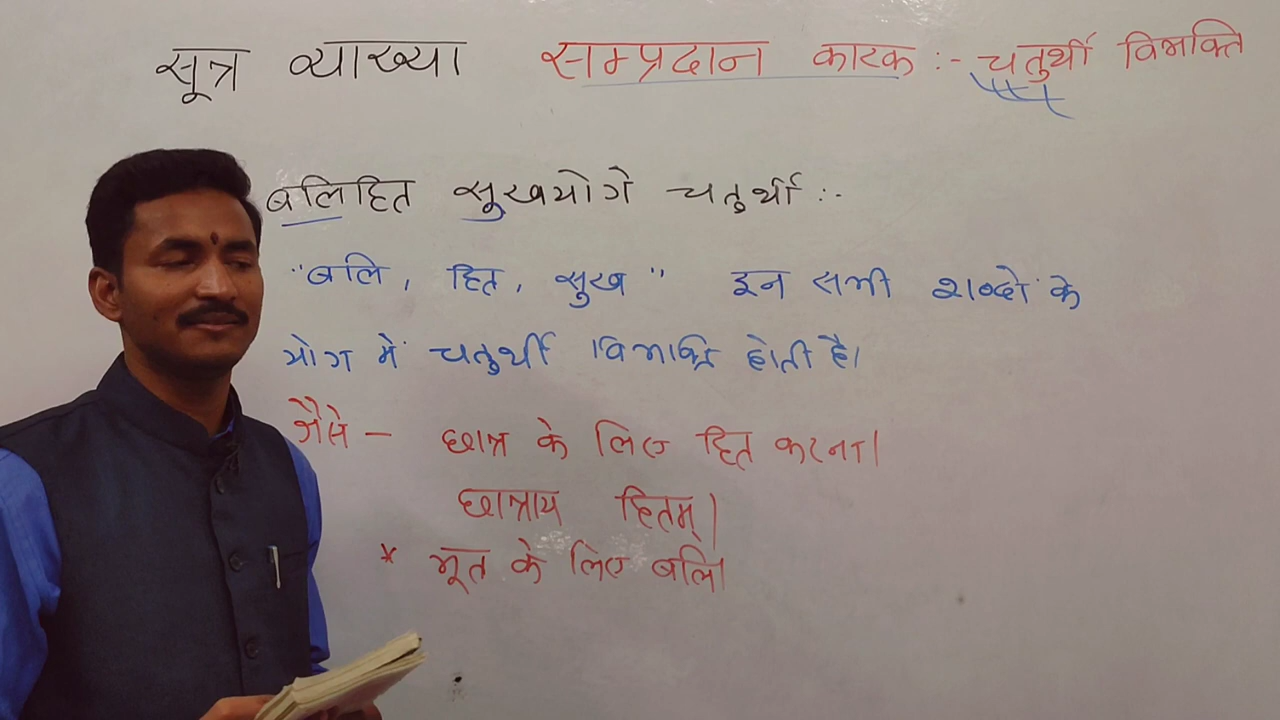 सूत्र व्याख्या सम्प्रदान कारक :- चतुर्थी विभक्ति
बलिहित सुखयोगे चतुर्थी :-
"बलि, हित, सुख" इन सभी शब्दों के
योग में चतुर्थी विभक्ति होती है।
जैसे - छात्र के लिए हित करना।
छात्राय हितम्।
* भूत के लिए बलि।